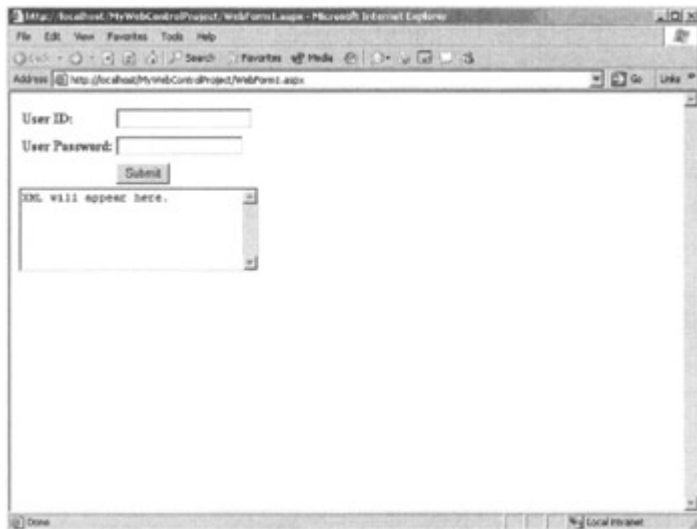 http://localhost/MyWebControlProject/WebForm1.aspx - Microsoft Internet Explorer
File Edit View Favorites Tools Help
Search Favorites Media
Address http://localhost/MyWebControlProject/WebForm1.aspx Go Links »
User ID:
User Password:
Submit
XML will appear here.
Done Local intranet